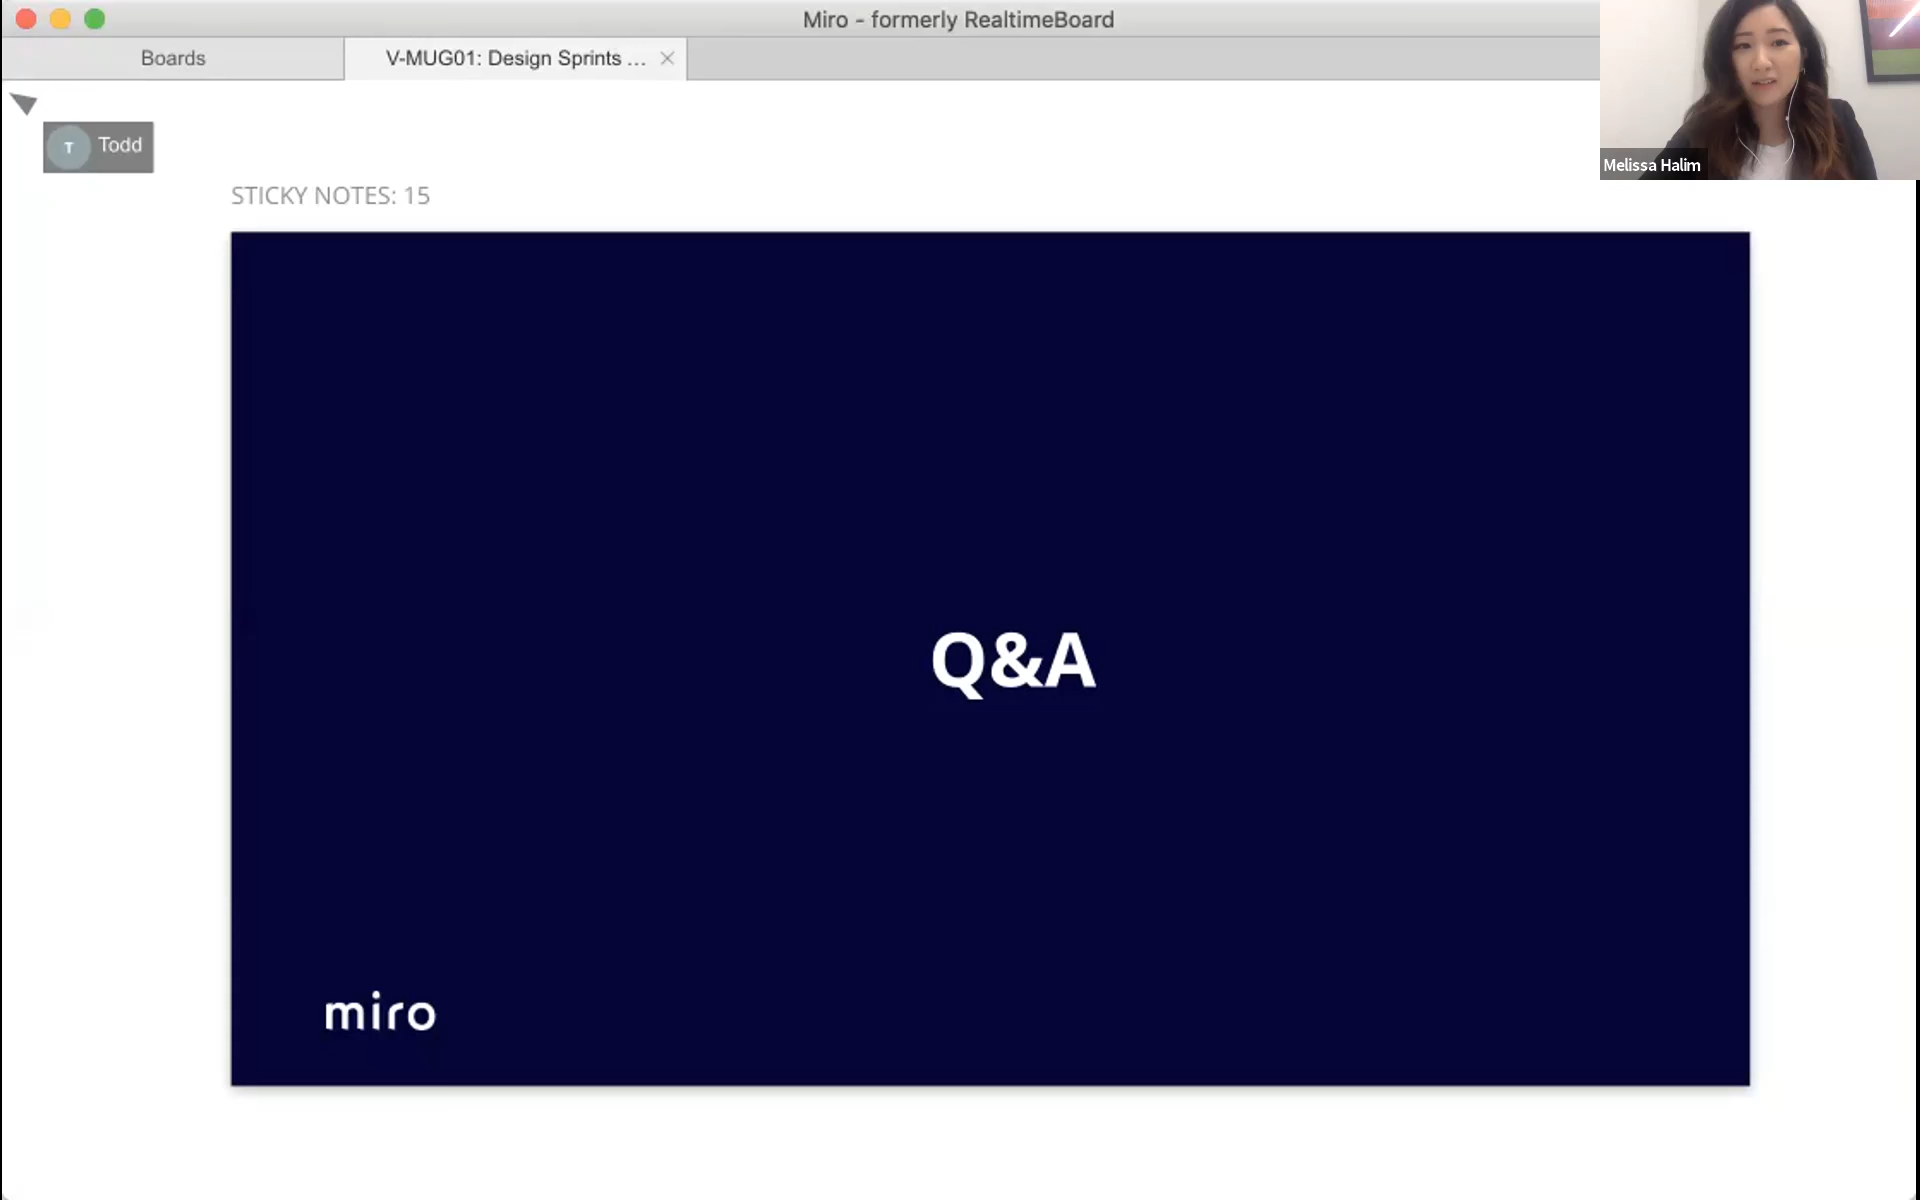 Miro - formerly RealtimeBoard
Boards
V-MUG01: Design Sprints ...
T
Todd
Melissa Halim
STICKY NOTES: 15
Q&A
miro